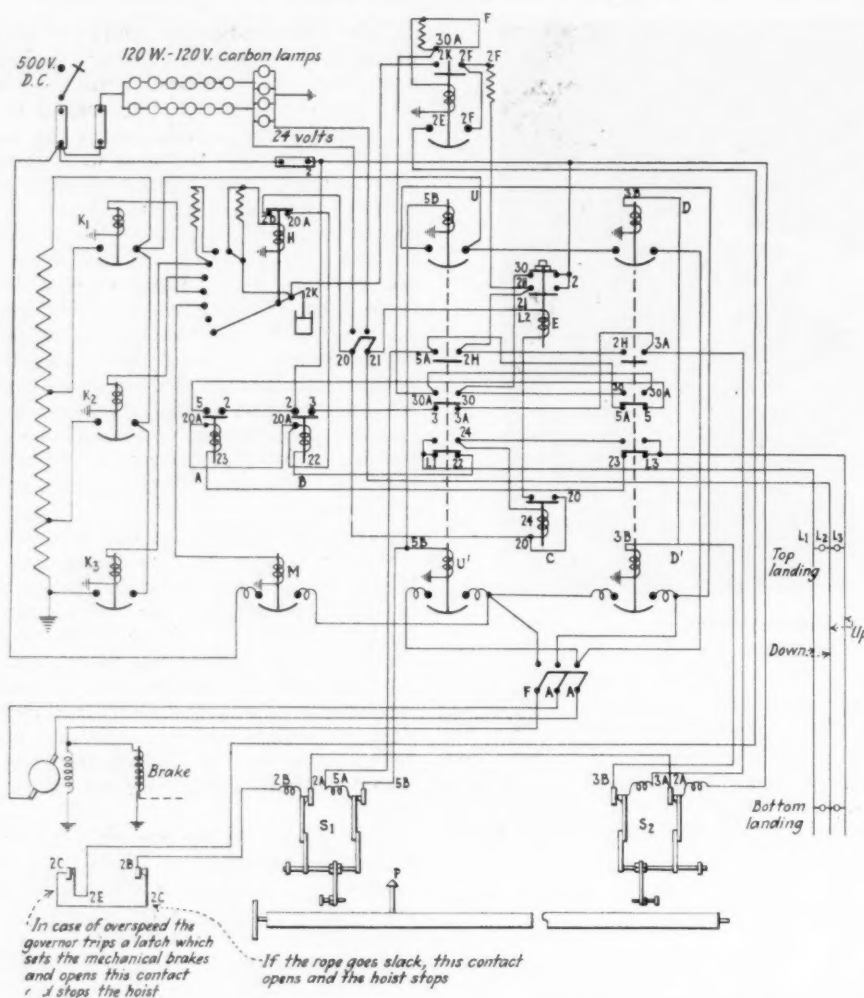 F
120 W.-120V. carbon lamps
30A
2K 2F 2F
500V.
D.C.
2E 2F
24 volts
2
5B U 3B D
K1
20A
H
30
2
21
L2 E
2K
20 21
5A 2H 2H 3A
K2
5 2 2 3
30A 30 30 30A
20A 20A
3 3A 5A 5
24
23 22
L1 22 23 L3
A B
20
24
20
C
L1 L2 L3
Top
landing
5B 3B
K3
M U' D'
Up
Down
F A A
Brake
2B 2A 5A 5B 3B 3A 2A
S1 S2
Bottom
landing
2C 2B
2E 2C
P
In case of overspeed the
governor trips a latch which
sets the mechanical brakes
and opens this contact
stops the hoist
If the rope goes slack, this contact
opens and the hoist stops